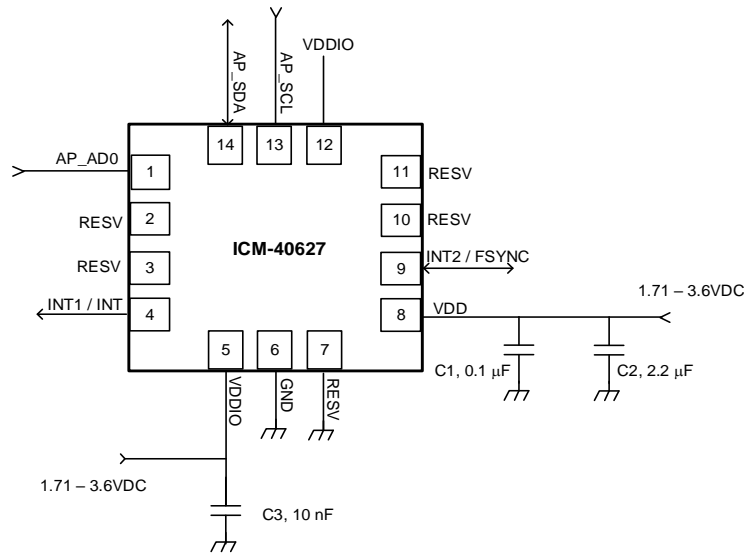 AP_SDA
AP_SCL
VDDIO
14
13
12
AP_AD0
1
11
RESV
RESV
2
10
RESV
ICM-40627
RESV
3
9
INT2 / FSYNC
INT1 / INT
4
8
VDD
1.71 – 3.6VDC
5
6
7
VDDIO
GND
RESV
C1, 0.1 μF
C2, 2.2 μF
1.71 – 3.6VDC
C3, 10 nF